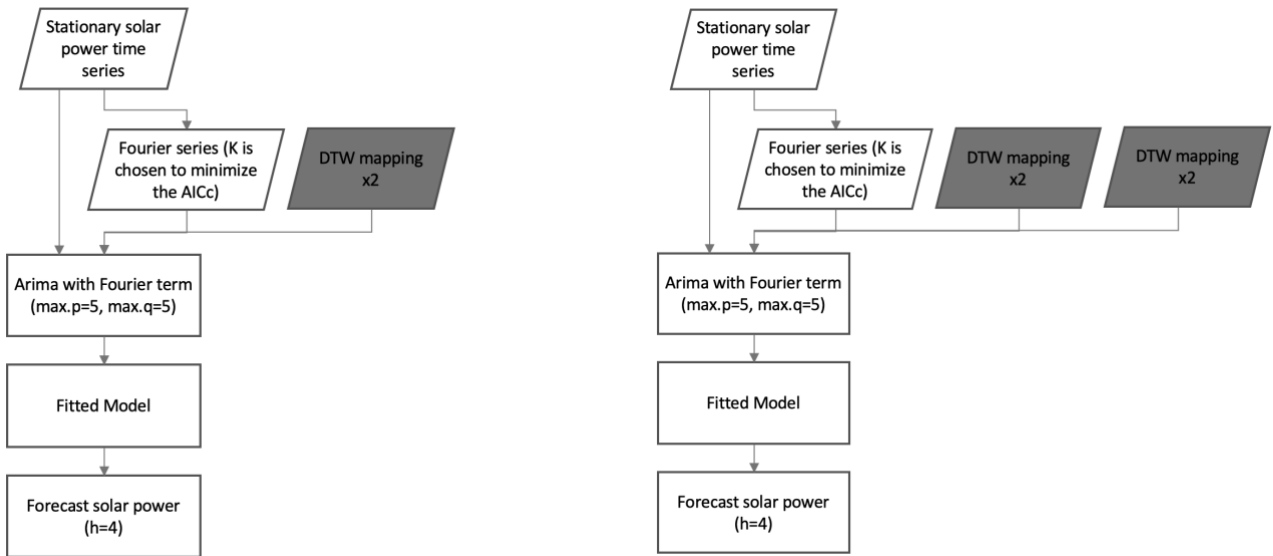 Stationary solar
power time
series
Fourier series (K is
chosen to minimize
the AICc)
DTW mapping
x2
Arima with Fourier term
(max.p=5, max.q=5)
Fitted Model
Forecast solar power
(h=4)
Stationary solar
power time
series
Fourier series (K is
chosen to minimize
the AICc)
DTW mapping
x2
DTW mapping
x2
Arima with Fourier term
(max.p=5, max.q=5)
Fitted Model
Forecast solar power
(h=4)